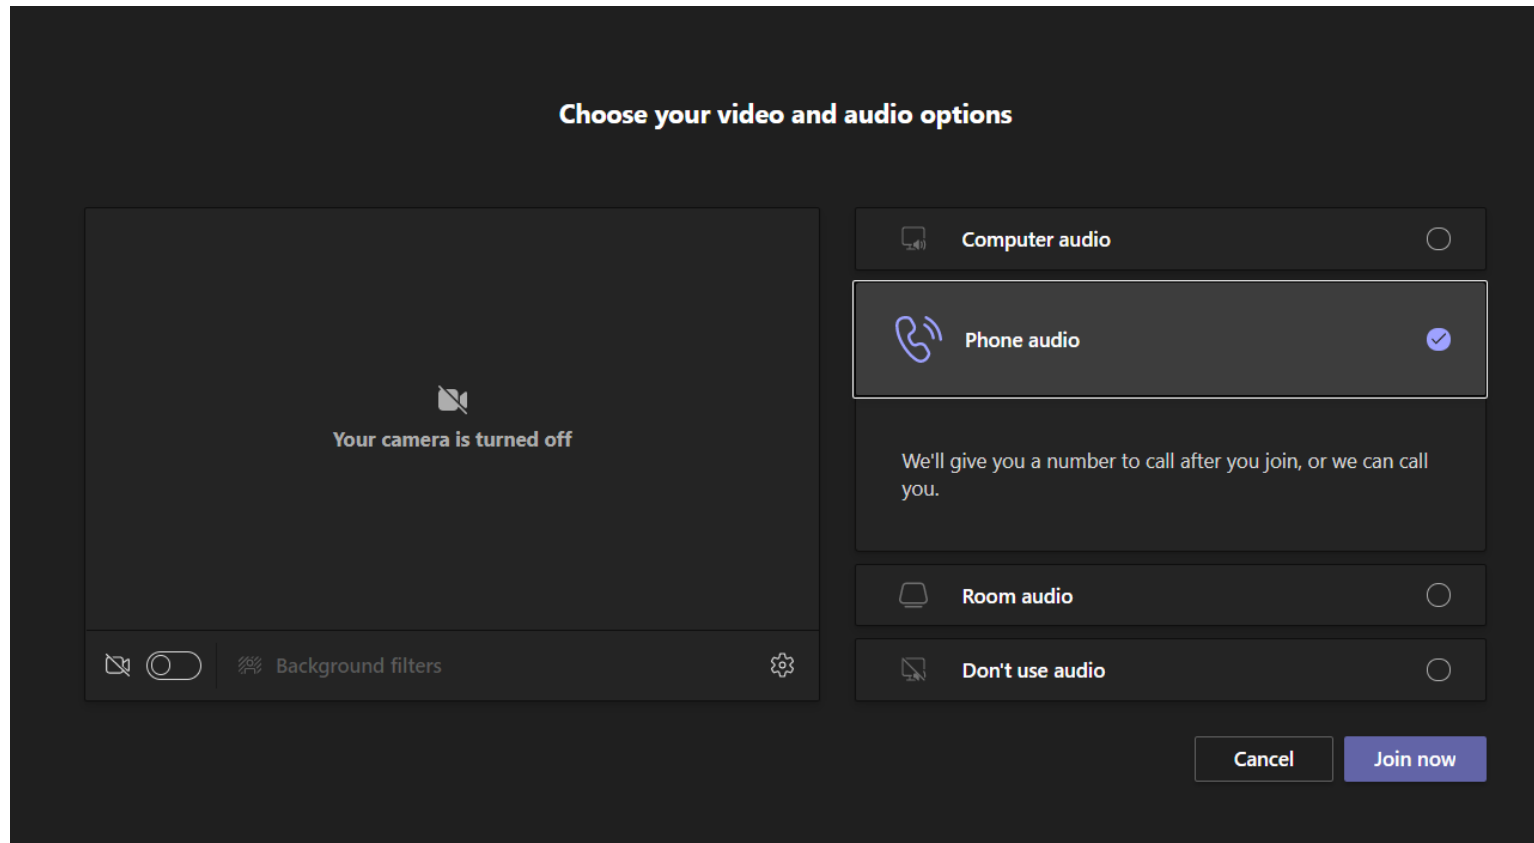 Choose your video and audio options
Your camera is turned off
Background filters
Computer audio
Phone audio
We'll give you a number to call after you join, or we can call
you.
Room audio
Don't use audio
Cancel
Join now